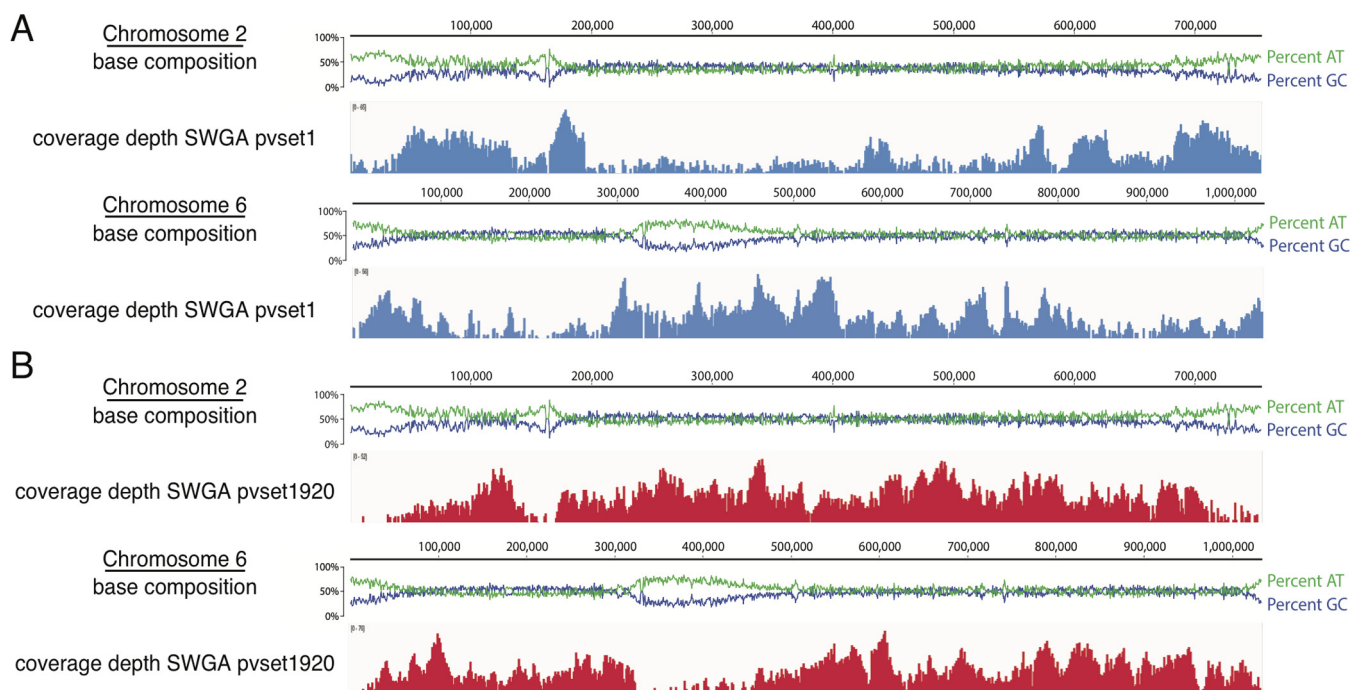 A
Chromosome 2
base composition
100,000 200,000 300,000 400,000 500,000 600,000 700,000
100%
50%
0%
Percent AT
Percent GC
coverage depth SWGA pvset1
[0 - 65]
Chromosome 6
base composition
100,000 200,000 300,000 400,000 500,000 600,000 700,000 800,000 900,000 1,000,000
100%
50%
0%
Percent AT
Percent GC
coverage depth SWGA pvset1
B
Chromosome 2
base composition
100,000 200,000 300,000 400,000 500,000 600,000 700,000
100%
50%
0%
Percent AT
Percent GC
coverage depth SWGA pvset1920
[0 - 52]
Chromosome 6
base composition
100,000 200,000 300,000 400,000 500,000 600,000 700,000 800,000 900,000 1,000,000
100%
50%
0%
Percent AT
Percent GC
coverage depth SWGA pvset1920